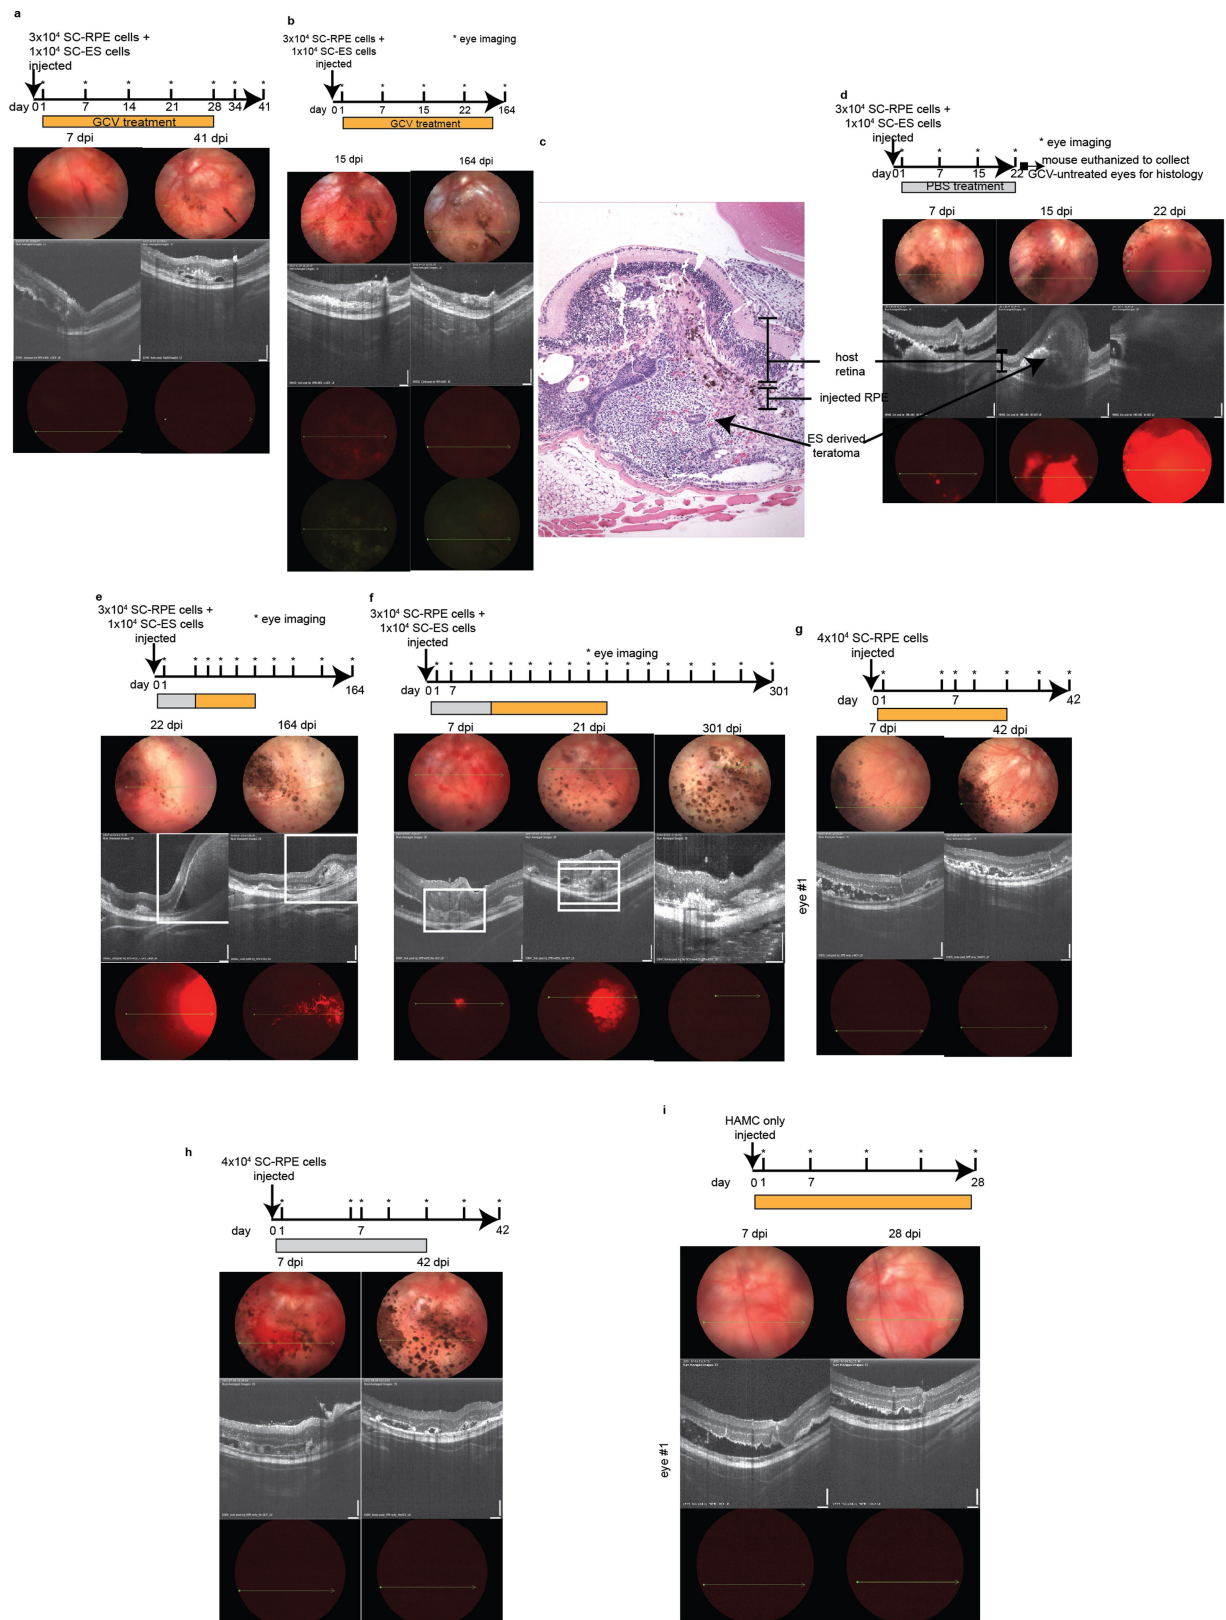 a
3x10⁴ SC-RPE cells +
1x10⁴ SC-ES cells
injected
* * * * * * *
day 0 1 7 14 21 28 34 41
GCV treatment
7 dpi 41 dpi
b
3x10⁴ SC-RPE cells +
1x10⁴ SC-ES cells
injected
* eye imaging
* * * * *
day 0 1 7 15 22 164
GCV treatment
15 dpi 164 dpi
c
host
retina
injected RPE
ES derived
teratoma
d
3x10⁴ SC-RPE cells +
1x10⁴ SC-ES cells
injected
* eye imaging
* * * *
mouse euthanized to collect
GCV-untreated eyes for histology
day 0 1 7 15 22
PBS treatment
7 dpi 15 dpi 22 dpi
e
3x10⁴ SC-RPE cells +
1x10⁴ SC-ES cells
injected
* eye imaging
* * * * * * * * * *
day 0 1 164
22 dpi 164 dpi
f
3x10⁴ SC-RPE cells +
1x10⁴ SC-ES cells
injected
* eye imaging
* * * * * * * * * * * * * * * *
day 0 1 7 301
7 dpi 21 dpi 301 dpi
g
4x10⁴ SC-RPE cells
injected
* * * * * * *
day 0 1 7 42
7 dpi 42 dpi
eye #1
h
4x10⁴ SC-RPE cells
injected
* * * * * * *
day 0 1 7 42
7 dpi 42 dpi
i
HAMC only
injected
* * * * *
day 0 1 7 28
7 dpi 28 dpi
eye #1